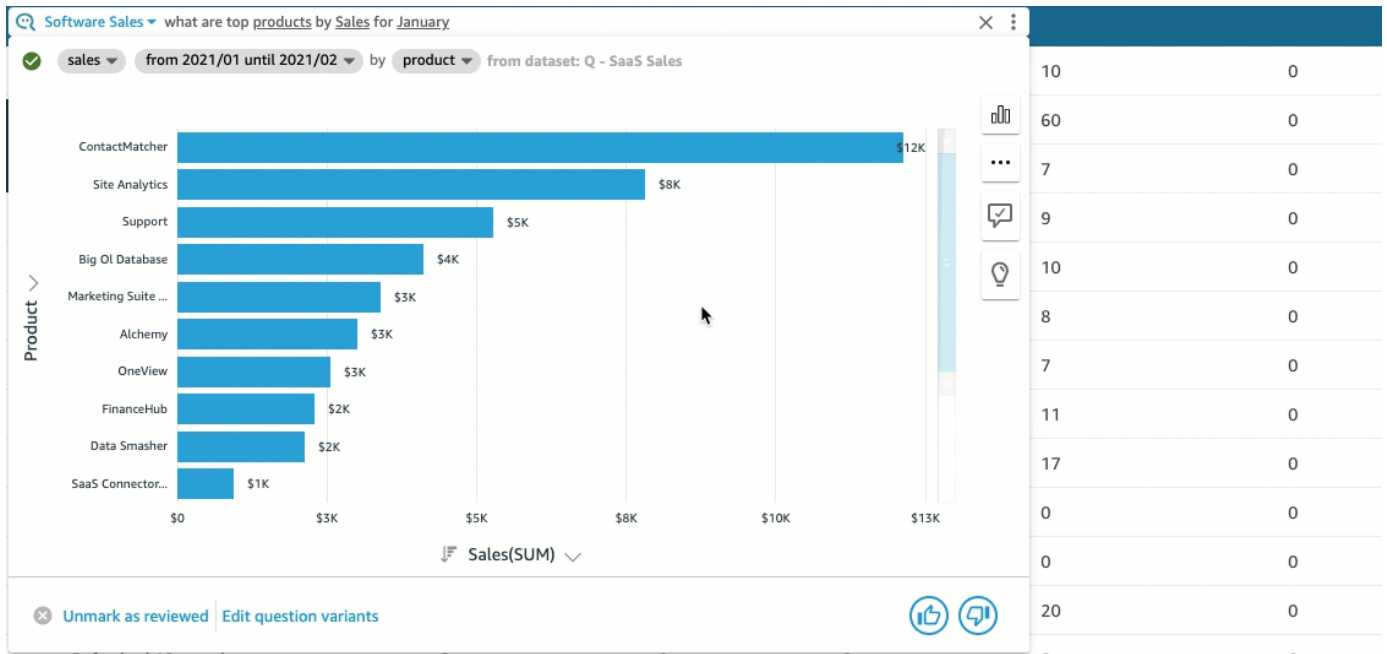 Software Sales what are top products by Sales for January
sales from 2021/01 until 2021/02 by product from dataset: Q - SaaS Sales
Product
ContactMatcher $12K
Site Analytics $8K
Support $5K
Big Ol Database $4K
Marketing Suite ... $3K
Alchemy $3K
OneView $3K
FinanceHub $2K
Data Smasher $2K
SaaS Connector... $1K
$0 $3K $5K $8K $10K $13K
Sales(SUM)
Unmark as reviewed Edit question variants
10 0
60 0
7 0
9 0
10 0
8 0
7 0
11 0
17 0
0 0
0 0
20 0